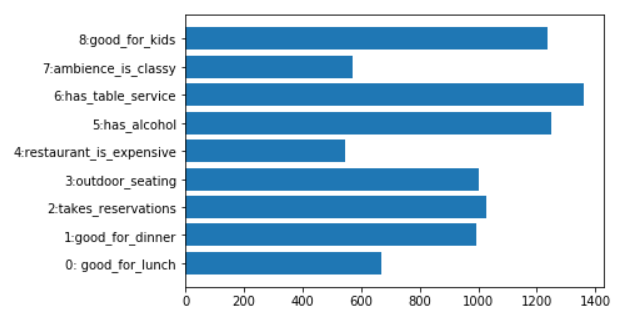 8:good_for_kids
7:ambience_is_classy
6:has_table_service
5:has_alcohol
4:restaurant_is_expensive
3:outdoor_seating
2:takes_reservations
1:good_for_dinner
0: good_for_lunch
0 200 400 600 800 1000 1200 1400